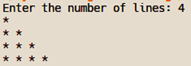 Enter the number of lines: 4
*
* *
* * *
* * * *